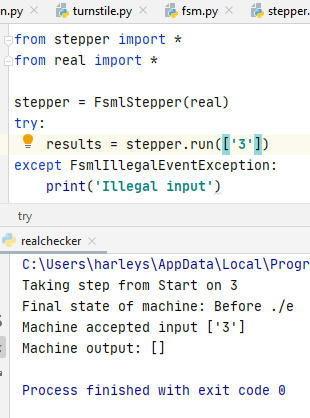 n.py × turnstile.py × fsm.py × stepper.
from stepper import *
from real import *
stepper = FsmlStepper(real)
try:
results = stepper.run(['3'])
except FsmlIllegalEventException:
print('Illegal input')
try
realchecker ×
C:\Users\harleys\AppData\Local\Progr
Taking step from Start on 3
Final state of machine: Before ./e
Machine accepted input ['3']
Machine output: []
Process finished with exit code 0